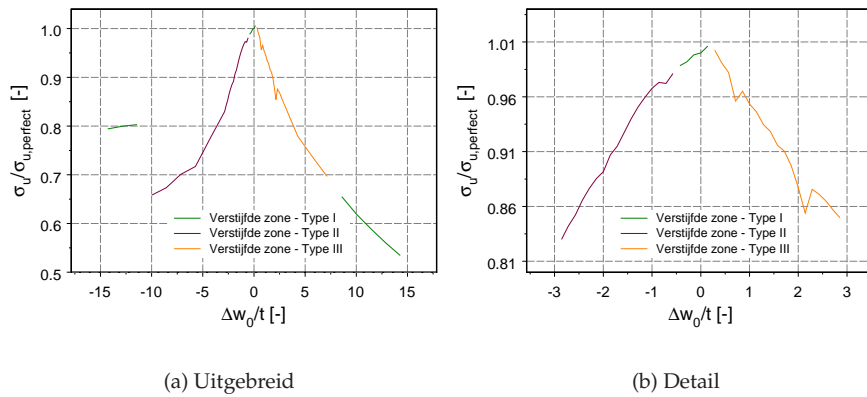 σu/σu,perfect [-]
1.0
0.9
0.8
0.7
0.6
0.5
Verstijfde zone - Type I
Verstijfde zone - Type II
Verstijfde zone - Type III
-15 -10 -5 0 5 10 15
Δw0/t [-]
(a) Uitgebreid
σu/σu,perfect [-]
1.01
0.96
0.91
0.86
0.81
Verstijfde zone - Type I
Verstijfde zone - Type II
Verstijfde zone - Type III
-3 -2 -1 0 1 2 3
Δw0/t [-]
(b) Detail